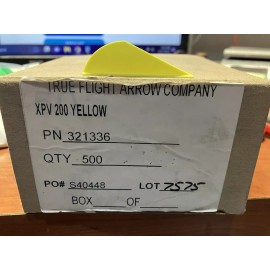 TRUE FLIGHT ARROW COMPANY
XPV 200 YELLOW
PN 321336
QTY 500
PO# S40448 LOT 7575
BOX OF